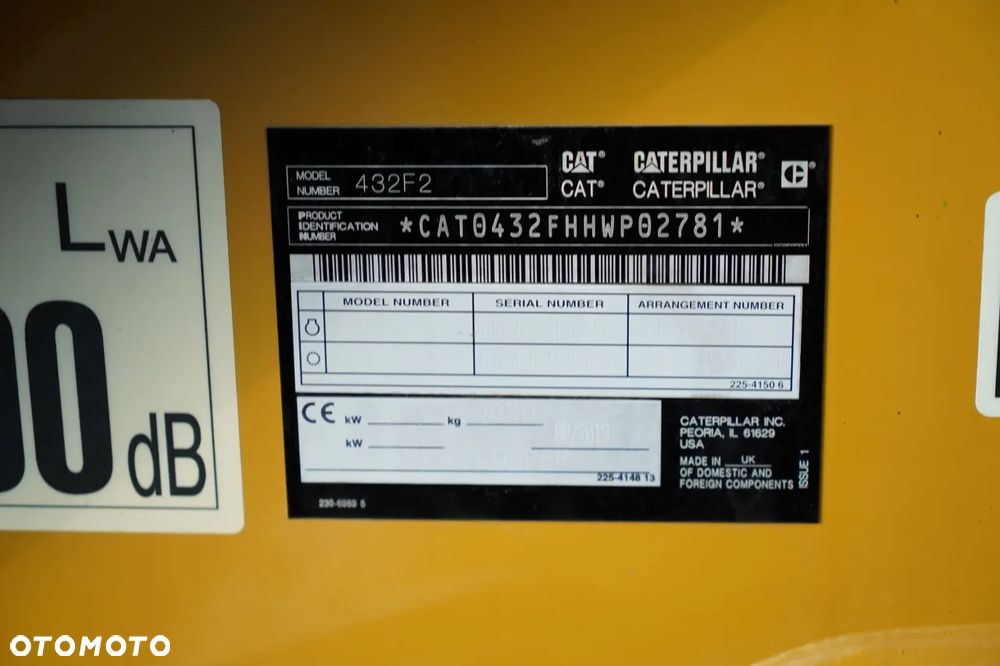 LWA
00
dB
MODEL
NUMBER 432F2
CAT® CATERPILLAR®
CAT® CATERPILLAR®
PRODUCT
IDENTIFICATION
NUMBER
*CAT0432FHHWP02781*
MODEL NUMBER SERIAL NUMBER ARRANGEMENT NUMBER
225-4150 6
CE kW kg
kW
225-4148 13
CATERPILLAR INC.
PEORIA, IL 61629
USA
MADE IN UK
OF DOMESTIC AND
FOREIGN COMPONENTS
ISSUE 1
230-6989 5
OTOMOTO